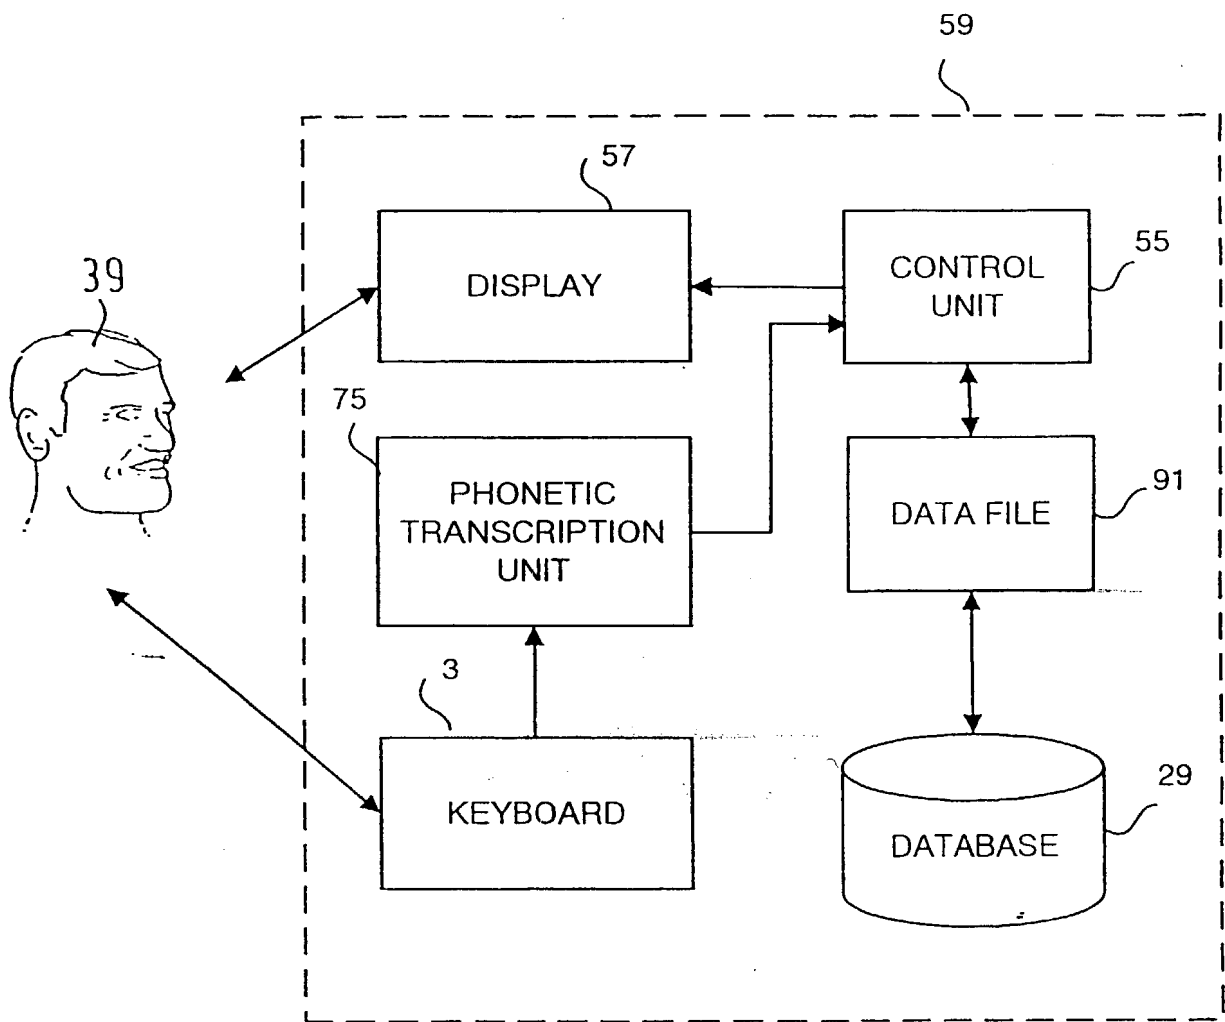 59
57
DISPLAY
CONTROL
UNIT
55
39
75
PHONETIC
TRANSCRIPTION
UNIT
DATA FILE
91
3
KEYBOARD
DATABASE
29